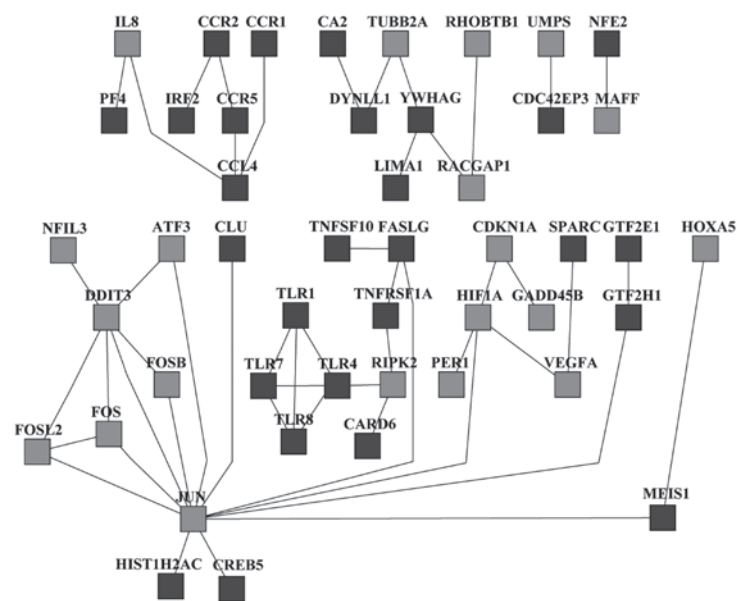 IL8 CCR2 CCR1 CA2 TUBB2A RHOBTB1 UMPS NFE2
PF4 IRF2 CCR5 DYNLL1 YWHAG CDC42EP3 MAFF
CCL4 LIMA1 RACGAP1
NFIL3 ATF3 CLU TNFSF10 FASLG CDKN1A SPARC GTF2E1 HOXA5
DDIT3 TLR1 TNFRSF1A HIF1A GADD45B GTF2H1
FOSB TLR7 TLR4 RIPK2 PER1 VEGFA
FOSL2 FOS TLR8 CARD6
JUN MEIS1
HIST1H2AC CREB5